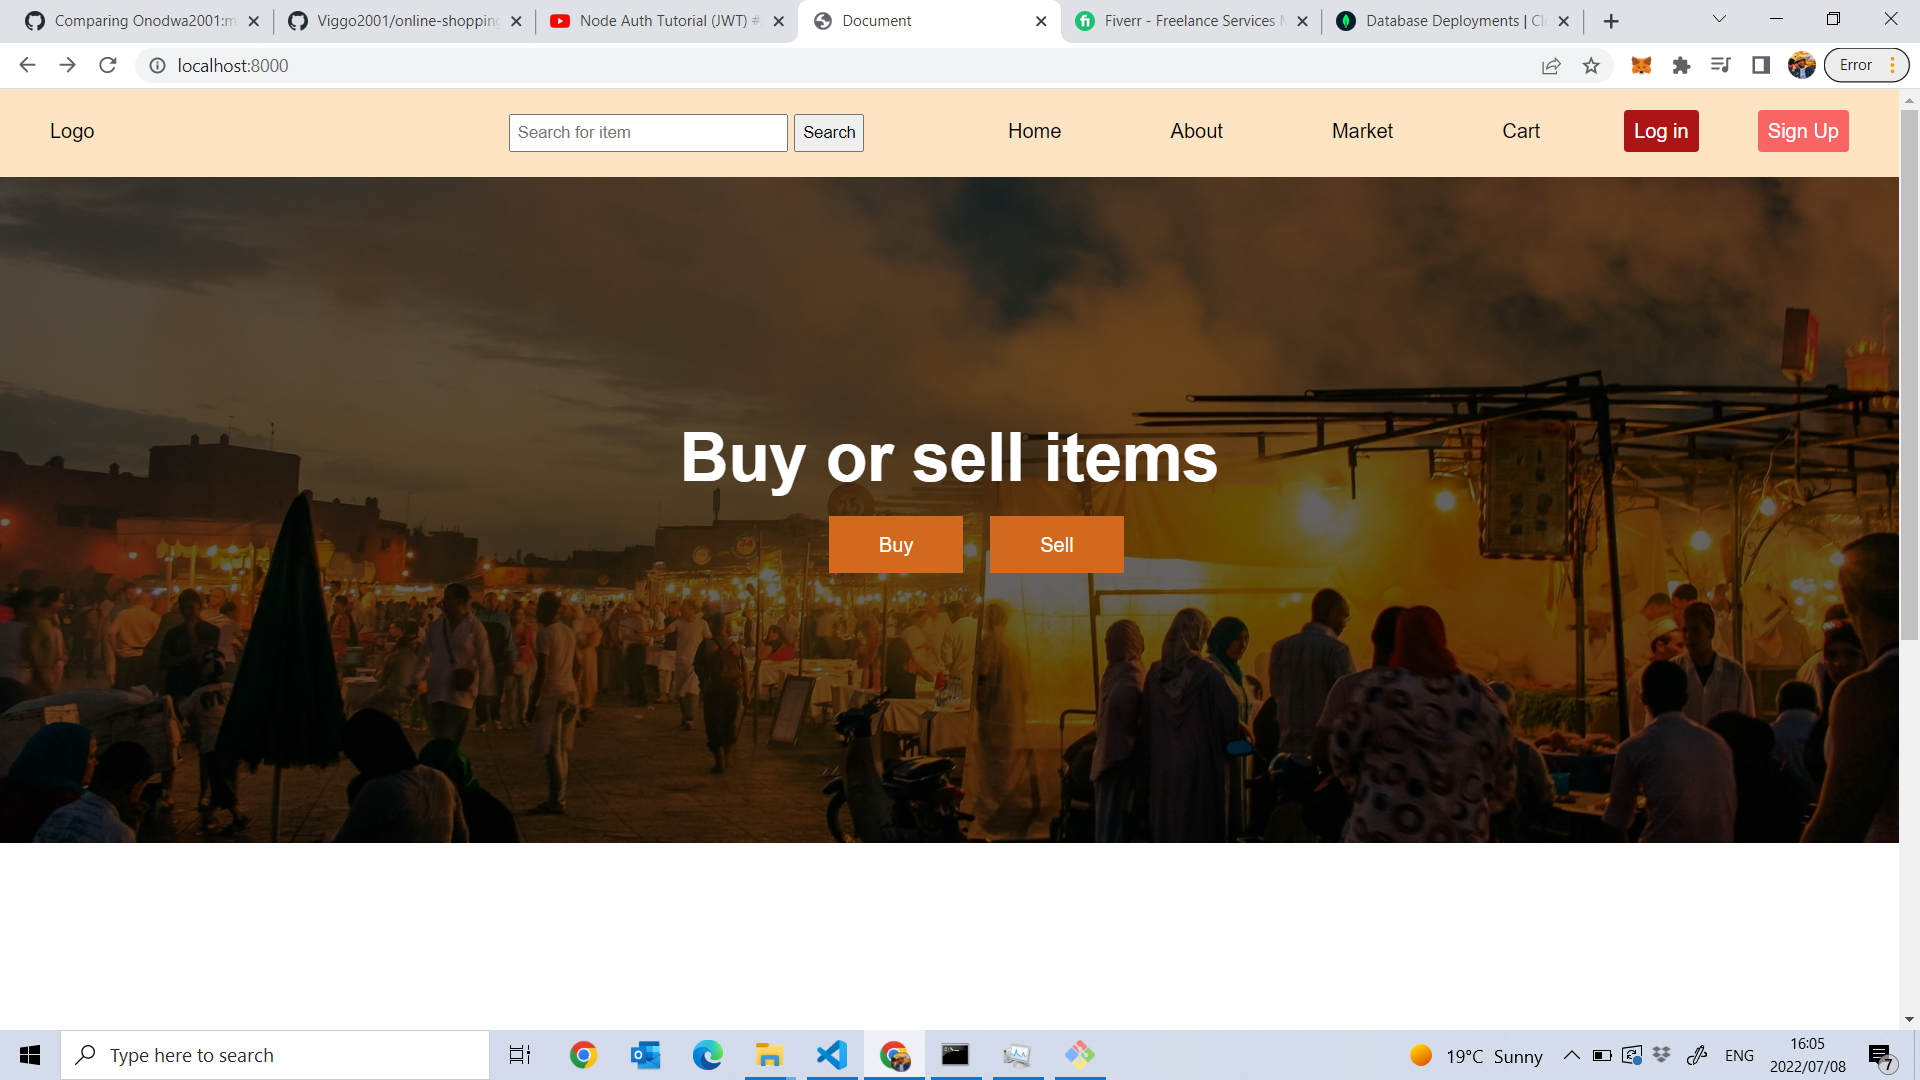 Comparing Onodwa2001:m
Viggo2001/online-shopping
Node Auth Tutorial (JWT) #
Document
Fiverr - Freelance Services M
Database Deployments | Cl
localhost:8000
Error
Logo
Search for item
Search
Home
About
Market
Cart
Log in
Sign Up
Buy or sell items
Buy
Sell
Type here to search
19°C Sunny
ENG
16:05
2022/07/08
7